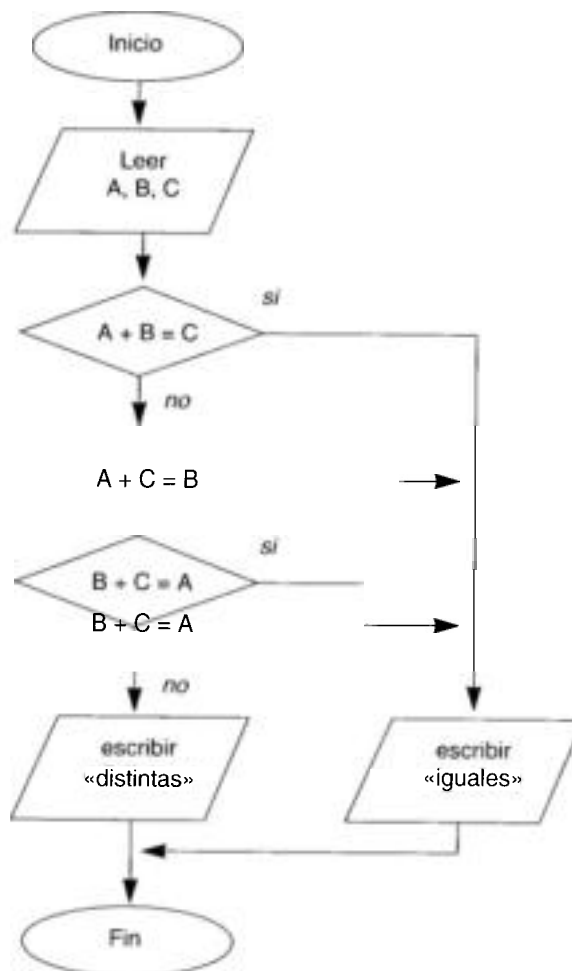 Inicio
Leer
A, B, C
si
A + B = C
no
A + C = B
si
B + C = A
B + C = A
no
escribir
«distintas»
escribir
«iguales»
Fin